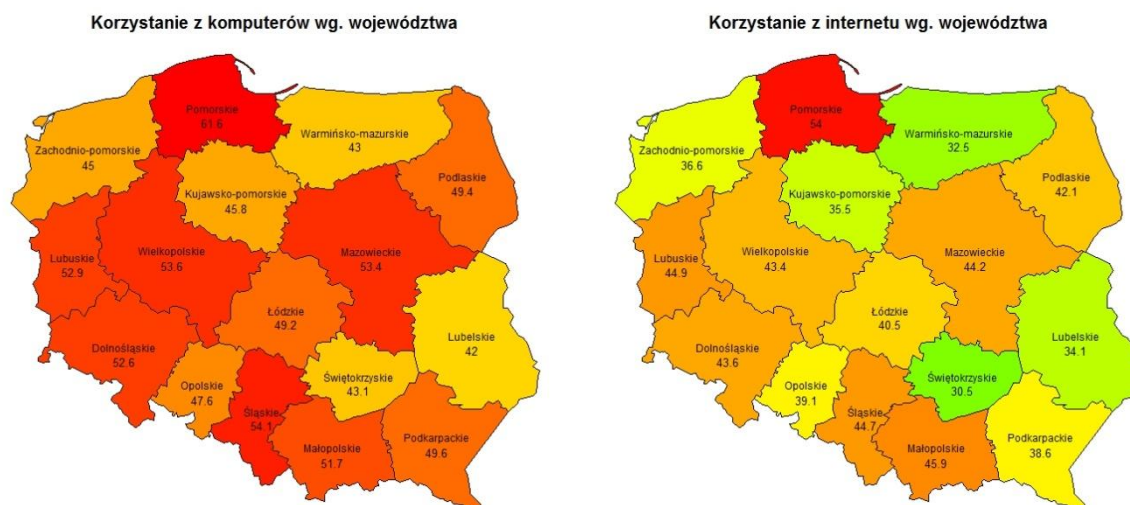 Korzystanie z komputerów wg. województwa
Pomorskie
61.6
Warmińsko-mazurskie
43
Zachodnio-pomorskie
45
Podlaskie
49.4
Kujawsko-pomorskie
45.8
Wielkopolskie
53.6
Mazowieckie
53.4
Lubuskie
52.9
Łódzkie
49.2
Lubelskie
42
Dolnośląskie
52.6
Świętokrzyskie
43.1
Opolskie
47.6
Śląskie
54.1
Podkarpackie
49.6
Małopolskie
51.7
Korzystanie z internetu wg. województwa
Pomorskie
54
Warmińsko-mazurskie
32.5
Zachodnio-pomorskie
36.6
Podlaskie
42.1
Kujawsko-pomorskie
35.5
Wielkopolskie
43.4
Mazowieckie
44.2
Lubuskie
44.9
Łódzkie
40.5
Lubelskie
34.1
Dolnośląskie
43.6
Świętokrzyskie
30.5
Opolskie
39.1
Śląskie
44.7
Podkarpackie
38.6
Małopolskie
45.9